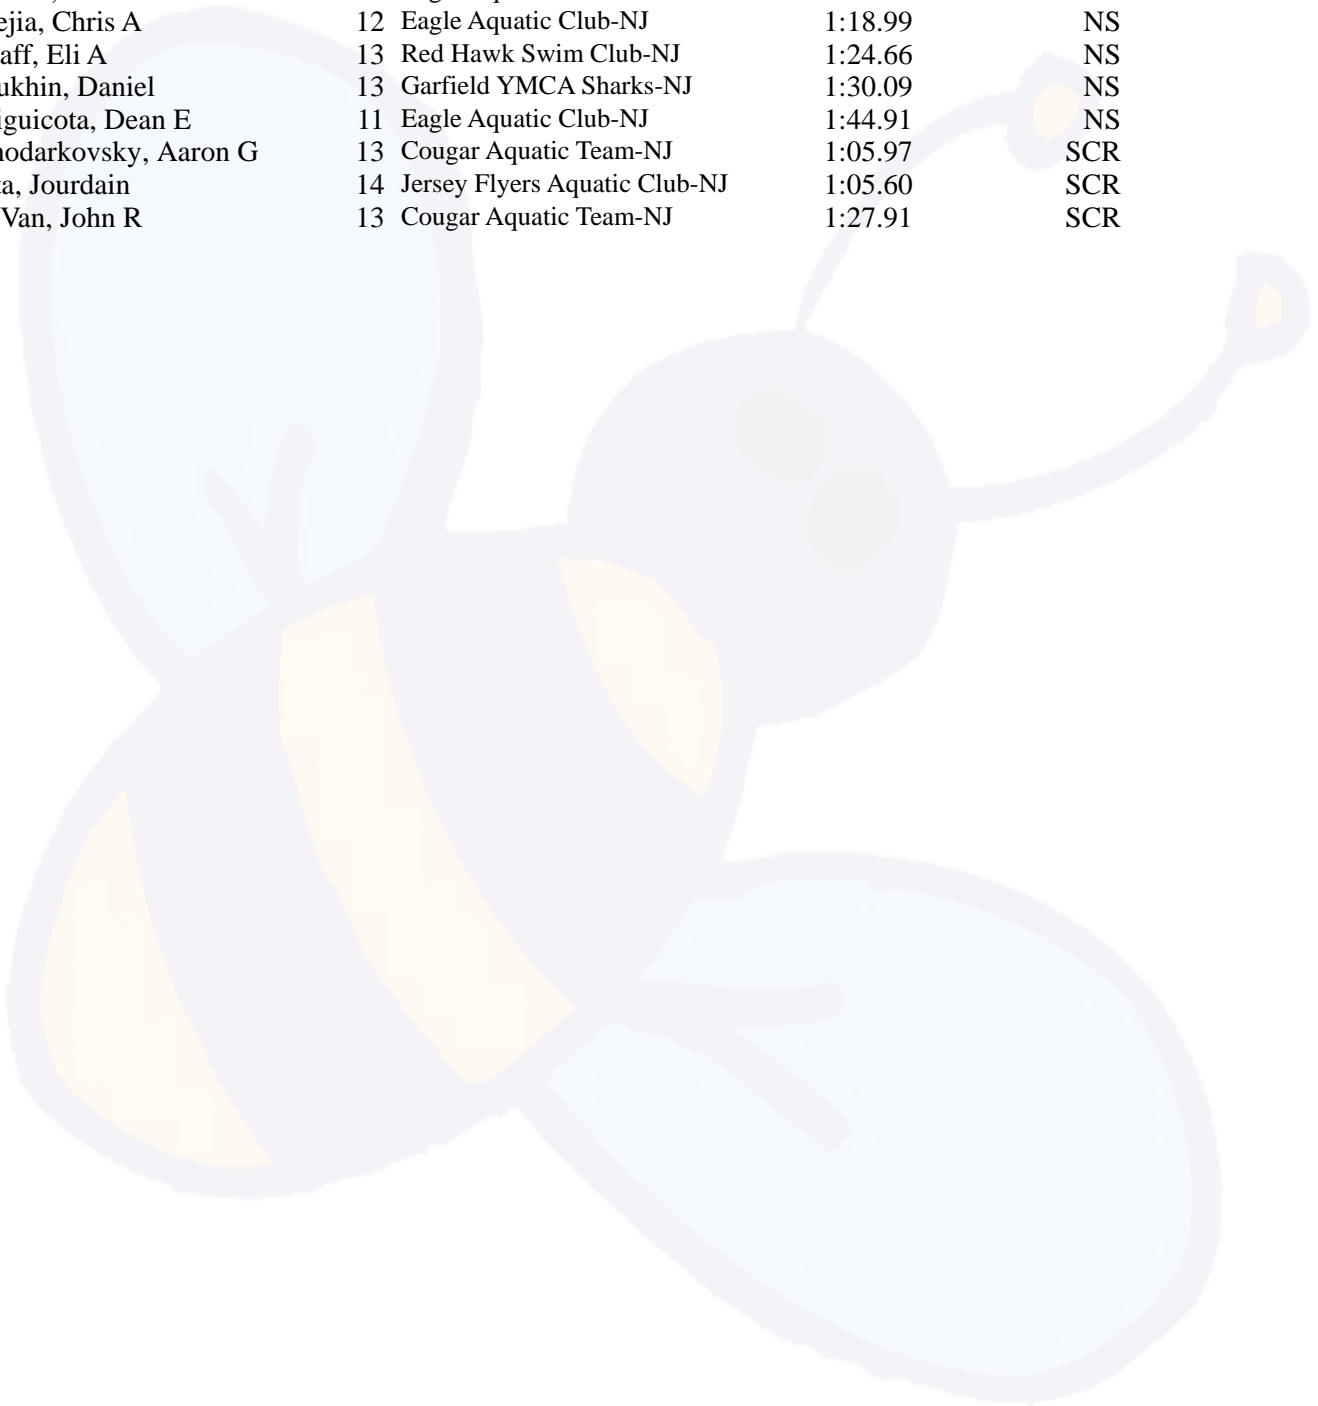 ejia, Chris A 12 Eagle Aquatic Club-NJ 1:18.99 NS
aff, Eli A 13 Red Hawk Swim Club-NJ 1:24.66 NS
ukhin, Daniel 13 Garfield YMCA Sharks-NJ 1:30.09 NS
iguicota, Dean E 11 Eagle Aquatic Club-NJ 1:44.91 NS
nodarkovsky, Aaron G 13 Cougar Aquatic Team-NJ 1:05.97 SCR
ta, Jourdain 14 Jersey Flyers Aquatic Club-NJ 1:05.60 SCR
Van, John R 13 Cougar Aquatic Team-NJ 1:27.91 SCR